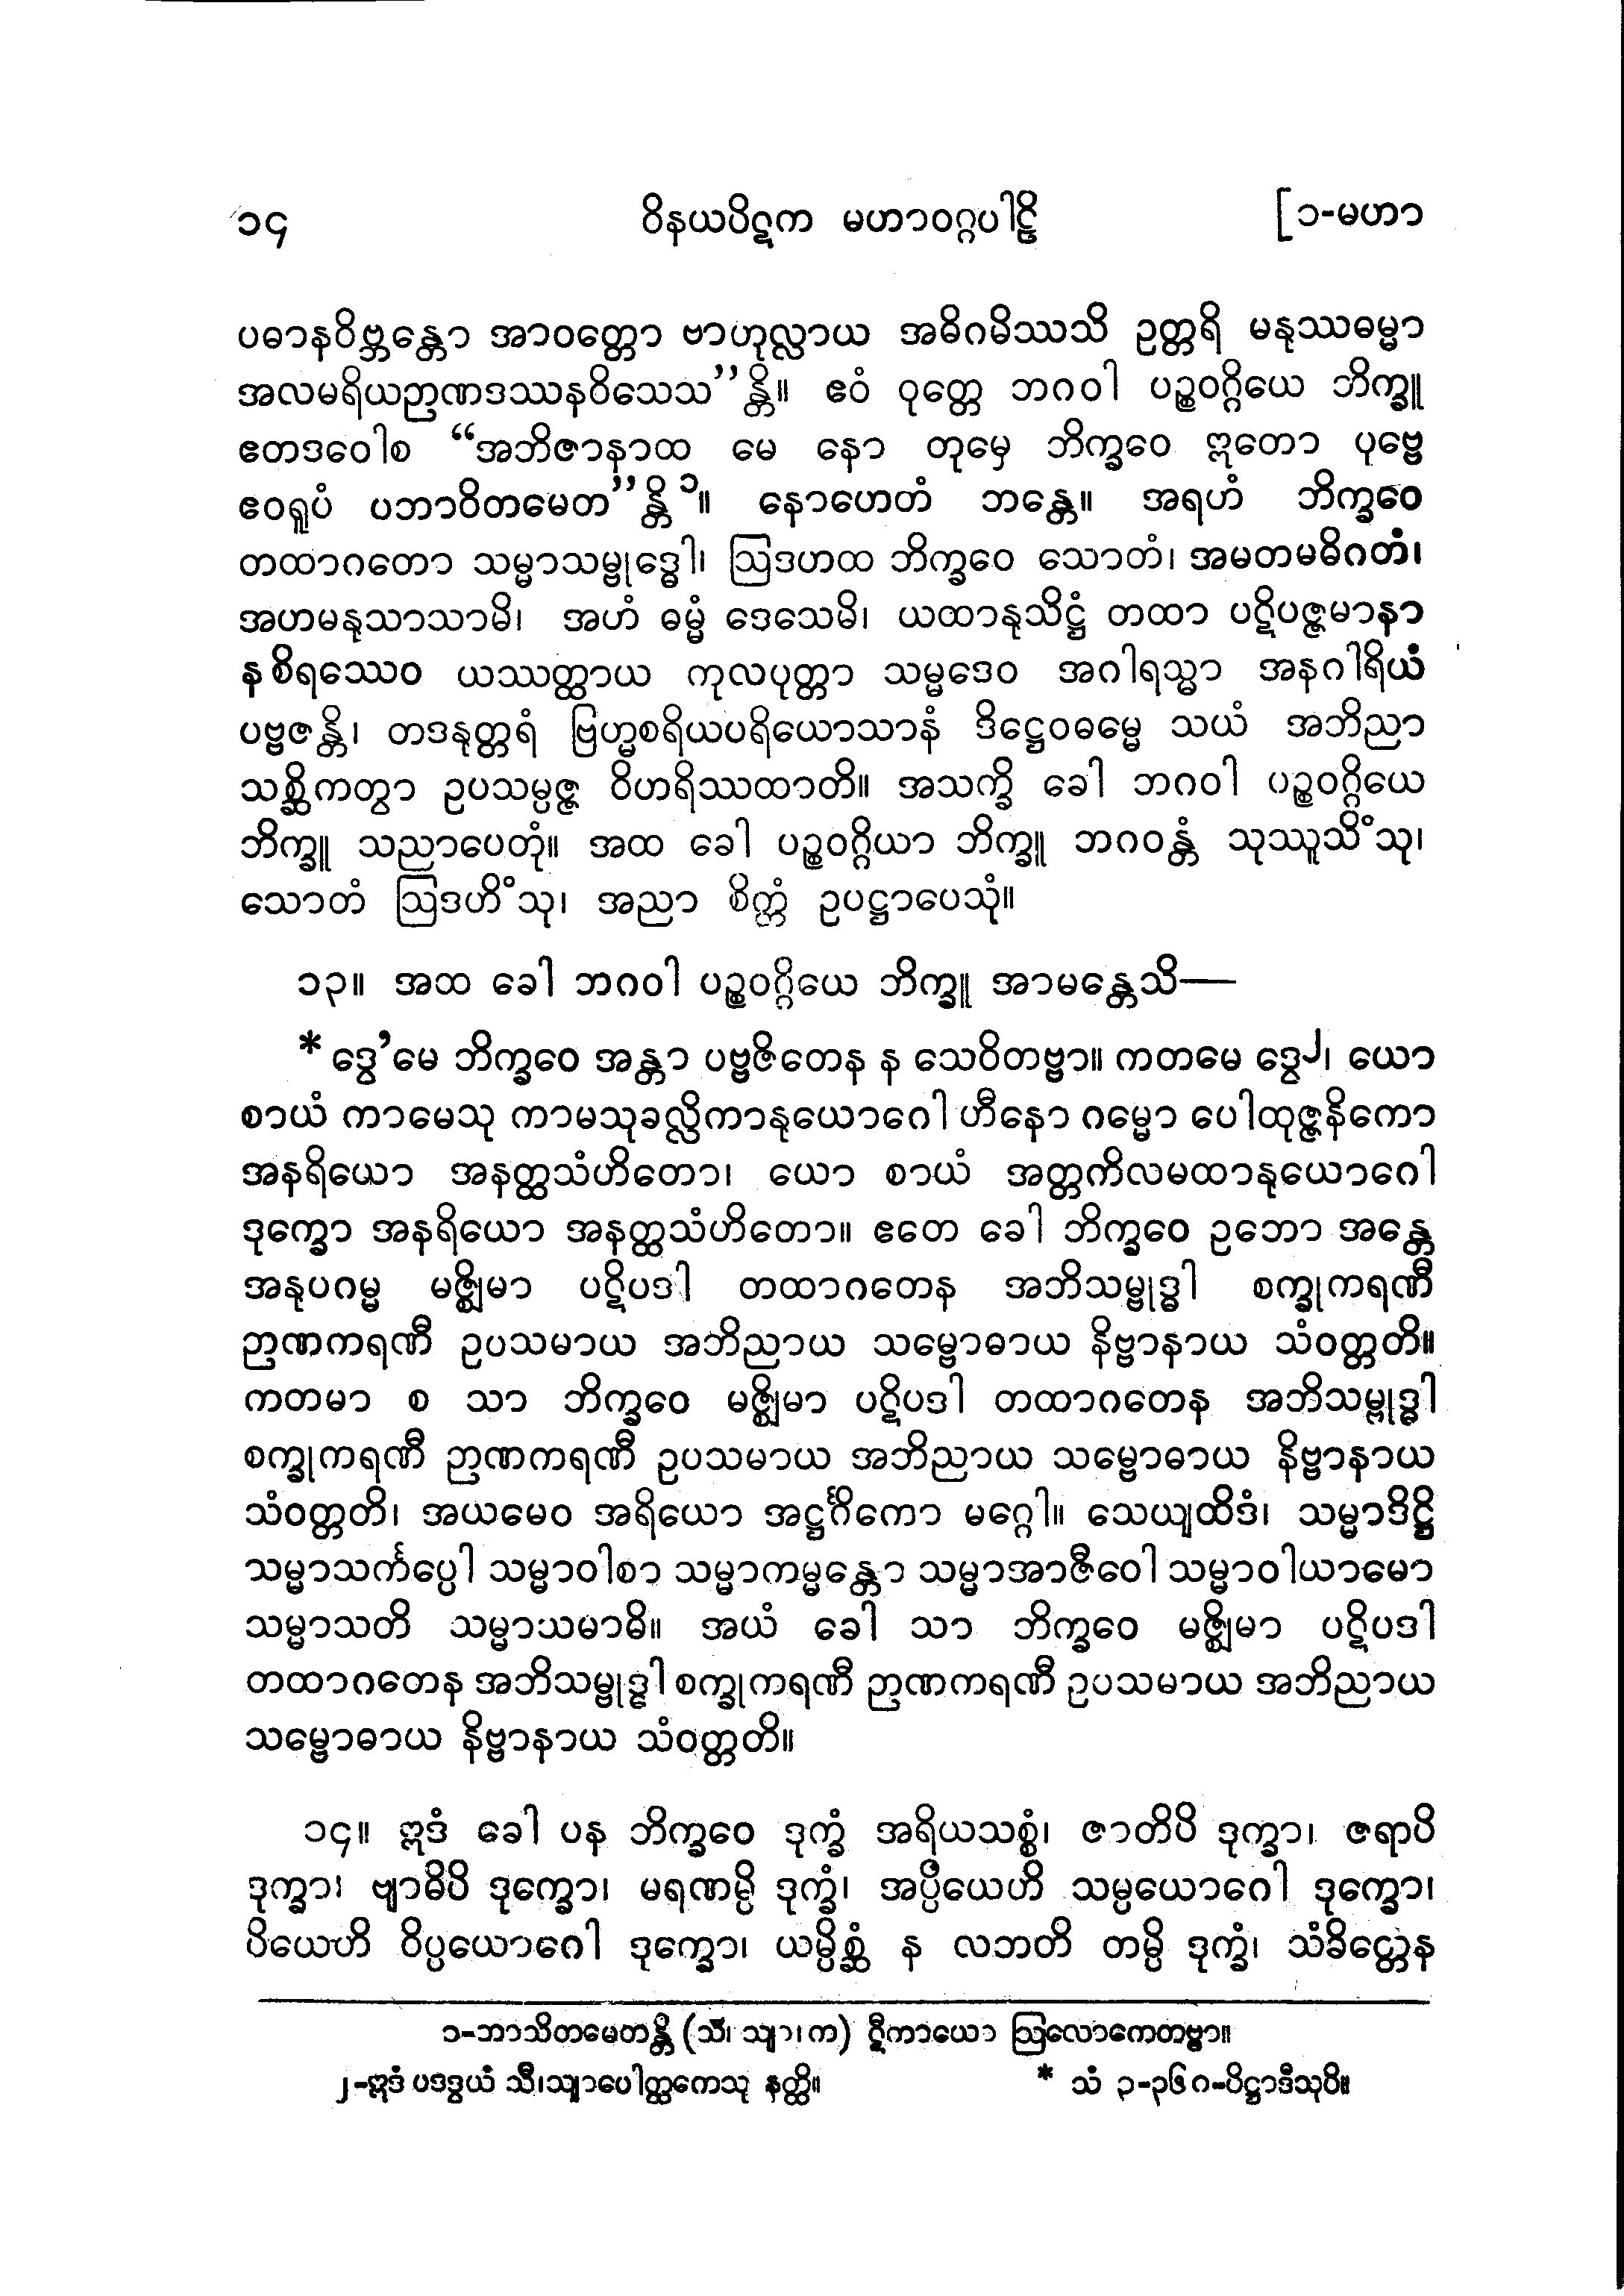 ၁၄ ဝိနယပိဋက မဟာဝဂ္ဂပါဠိ [၁-မဟာ
ပဓာနဝိဗ္ဘန္တော အာဝတ္တော ဗာဟုလ္လာယ အဓိဂမိဿသိ ဥတ္တရိ မနုဿဓမ္မာ
အလမရိယဉာဏဒဿနဝိသေသ”န္တိ။ ဧဝံ ဝုတ္တေ ဘဂဝါ ပဉ္စဝဂ္ဂိယေ ဘိက္ခူ
ဧတဒဝေါစ “အဘိဇာနာထ မေ နော တုမှေ ဘိက္ခဝေ ဣတော ပုဗ္ဗေ
ဧဝရူပံ ပဘာဝိတမေတ”န္တိ ၁။ နောဟေတံ ဘန္တေ။ အရဟံ ဘိက္ခဝေ
တထာဂတော သမ္မာသမ္ဗုဒ္ဓေါ၊ ဩဒဟထ ဘိက္ခဝေ သောတံ၊ အမတမဓိဂတံ၊
အဟမနုသာသာမိ၊ အဟံ ဓမ္မံ ဒေသေမိ၊ ယထာနုသိဋ္ဌံ တထာ ပဋိပဇ္ဇမာနာ
န စိရဿေဝ ယဿတ္ထာယ ကုလပုတ္တာ သမ္မဒေဝ အဂါရသ္မာ အနဂါရိယံ
ပဗ္ဗဇန္တိ၊ တဒနုတ္တရံ ဗြဟ္မစရိယပရိယောသာနံ ဒိဋ္ဌေဝဓမ္မေ သယံ အဘိညာ
သစ္ဆိကတွာ ဥပသမ္ပဇ္ဇ ဝိဟရိဿထာတိ။ အသက္ခိ ခေါ ဘဂဝါ ပဉ္စဝဂ္ဂိယေ
ဘိက္ခူ သညာပေတုံ။ အထ ခေါ ပဉ္စဝဂ္ဂိယာ ဘိက္ခူ ဘဂဝန္တံ သုဿူသိံသု၊
သောတံ ဩဒဟိံသု၊ အညာ စိတ္တံ ဥပဋ္ဌာပေသုံ။
၁၃။ အထ ခေါ ဘဂဝါ ပဉ္စဝဂ္ဂိယေ ဘိက္ခူ အာမန္တေသိ—
* ဒွေ’မေ ဘိက္ခဝေ အန္တာ ပဗ္ဗဇိတေန န သေဝိတဗ္ဗာ။ ကတမေ ဒွေ ၂၊ ယော
စာယံ ကာမေသု ကာမသုခလ္လိကာနုယောဂေါ ဟီနော ဂမ္မော ပေါထုဇ္ဇနိကော
အနရိယော အနတ္ထသံဟိတော၊ ယော စာယံ အတ္တကိလမထာနုယောဂေါ
ဒုက္ခော အနရိယော အနတ္ထသံဟိတော။ ဧတေ ခေါ ဘိက္ခဝေ ဥဘော အန္တေ
အနုပဂမ္မ မဇ္ဈိမာ ပဋိပဒါ တထာဂတေန အဘိသမ္ဗုဒ္ဓါ စက္ခုကရဏီ
ဉာဏကရဏီ ဥပသမာယ အဘိညာယ သမ္ဗောဓာယ နိဗ္ဗာနာယ သံဝတ္တတိ။
ကတမာ စ သာ ဘိက္ခဝေ မဇ္ဈိမာ ပဋိပဒါ တထာဂတေန အဘိသမ္ဗုဒ္ဓါ
စက္ခုကရဏီ ဉာဏကရဏီ ဥပသမာယ အဘိညာယ သမ္ဗောဓာယ နိဗ္ဗာနာယ
သံဝတ္တတိ၊ အယမေဝ အရိယော အဋ္ဌင်္ဂိကော မဂ္ဂေါ။ သေယျထိဒံ၊ သမ္မာဒိဋ္ဌိ
သမ္မာသင်္ကပ္ပေါ သမ္မာဝါစာ သမ္မာကမ္မန္တော သမ္မာအာဇီဝေါ သမ္မာဝါယာမော
သမ္မာသတိ သမ္မာသမာဓိ။ အယံ ခေါ သာ ဘိက္ခဝေ မဇ္ဈိမာ ပဋိပဒါ
တထာဂတေန အဘိသမ္ဗုဒ္ဓါ စက္ခုကရဏီ ဉာဏကရဏီ ဥပသမာယ အဘိညာယ
သမ္ဗောဓာယ နိဗ္ဗာနာယ သံဝတ္တတိ။
၁၄။ ဣဒံ ခေါ ပန ဘိက္ခဝေ ဒုက္ခံ အရိယသစ္စံ၊ ဇာတိပိ ဒုက္ခာ၊ ဇရာပိ
ဒုက္ခာ၊ ဗျာဓိပိ ဒုက္ခော၊ မရဏမ္ပိ ဒုက္ခံ၊ အပ္ပိယေဟိ သမ္ပယောဂေါ ဒုက္ခော၊
ပိယေဟိ ဝိပ္ပယောဂေါ ဒုက္ခော၊ ယမ္ပိစ္ဆံ န လဘတိ တမ္ပိ ဒုက္ခံ၊ သံခိတ္တေန
၁-ဘာသိတမေတန္တိ (သီ၊ သျာ၊ က) ဋီကာယော ဩလောကေတဗ္ဗာ။
၂-ဣဒံ ပဒဒွယံ သီ၊သျာပေါတ္ထကေသု နတ္ထိ။ * သံ ၃-၃၆၈-ပိဋ္ဌာဒီသုပိ။